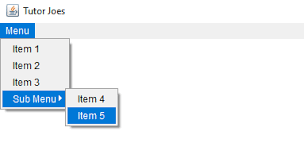 Tutor Joes
Menu
Item 1
Item 2
Item 3
Sub Menu
Item 4
Item 5